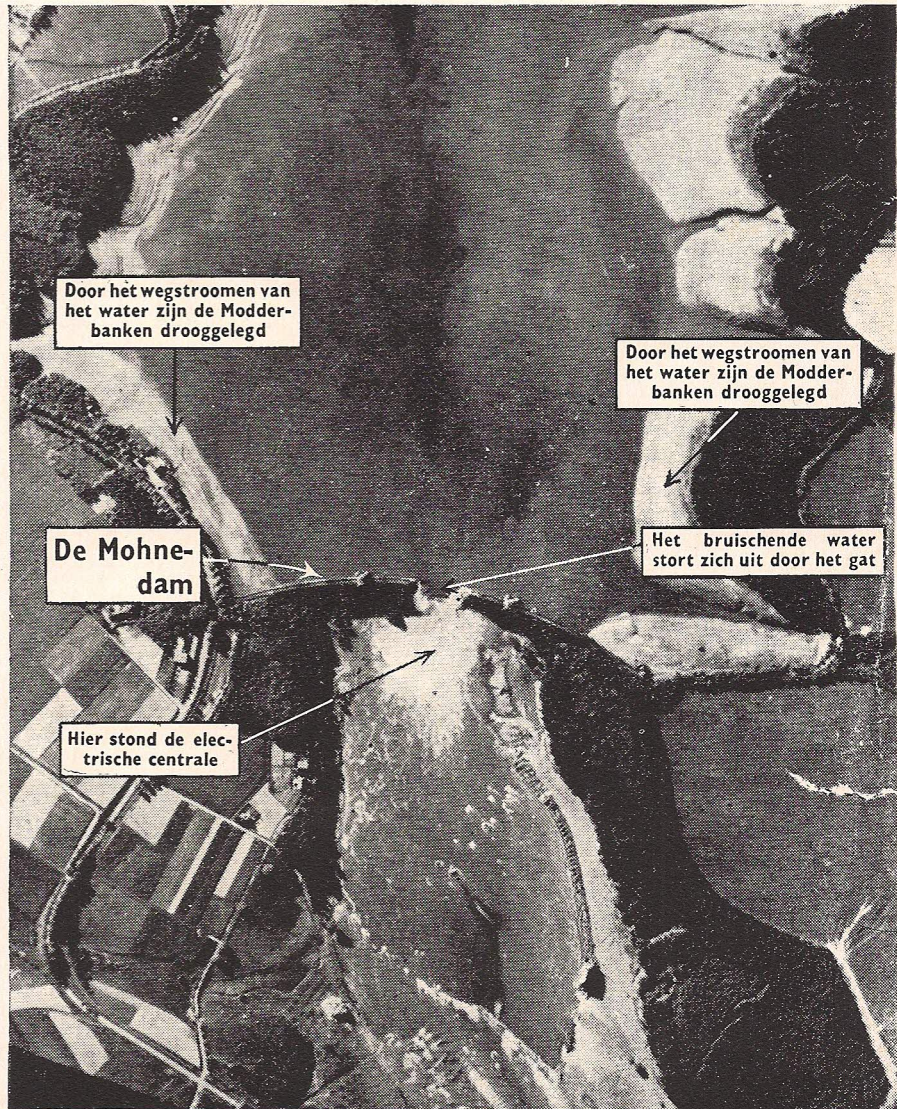 Door het wegstroomen van
het water zijn de Modder-
banken drooggelegd
Door het wegstroomen van
het water zijn de Modder-
banken drooggelegd
De Mohne-
dam
Het bruischende water
stort zich uit door het gat
Hier stond de elec-
trische centrale